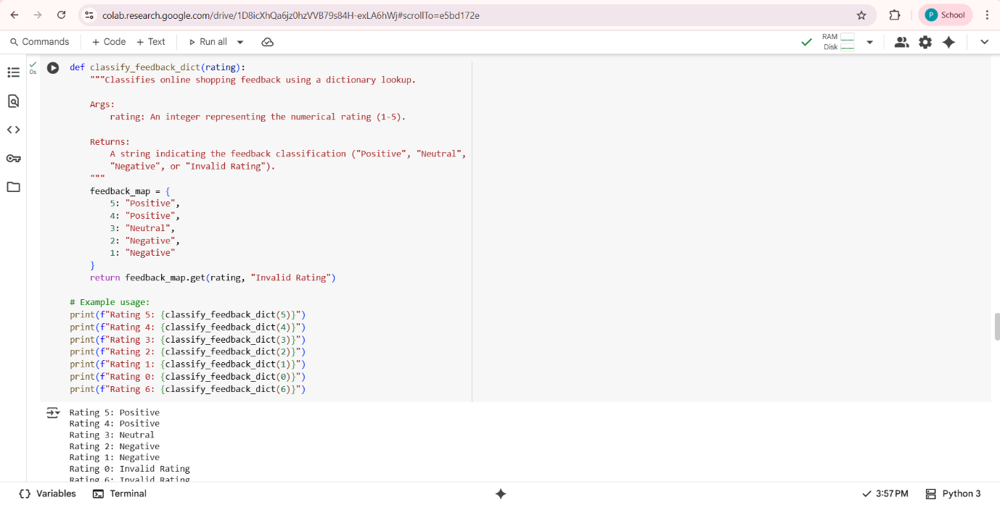 colab.research.google.com/drive/1D8icXhQa6jz0hzVVB79s84H-exLA6hWj#scrollTo=e5bd172e
P School
Commands + Code + Text Run all
RAM
Disk
0s
def classify_feedback_dict(rating):
    """Classifies online shopping feedback using a dictionary lookup.
    Args:
        rating: An integer representing the numerical rating (1-5).
    Returns:
        A string indicating the feedback classification ("Positive", "Neutral",
        "Negative", or "Invalid Rating").
    """
    feedback_map = {
        5: "Positive",
        4: "Positive",
        3: "Neutral",
        2: "Negative",
        1: "Negative"
    }
    return feedback_map.get(rating, "Invalid Rating")
# Example usage:
print(f"Rating 5: {classify_feedback_dict(5)}")
print(f"Rating 4: {classify_feedback_dict(4)}")
print(f"Rating 3: {classify_feedback_dict(3)}")
print(f"Rating 2: {classify_feedback_dict(2)}")
print(f"Rating 1: {classify_feedback_dict(1)}")
print(f"Rating 0: {classify_feedback_dict(0)}")
print(f"Rating 6: {classify_feedback_dict(6)}")
Rating 5: Positive
Rating 4: Positive
Rating 3: Neutral
Rating 2: Negative
Rating 1: Negative
Rating 0: Invalid Rating
Rating 6: Invalid Rating
{} Variables Terminal 3:57 PM Python 3